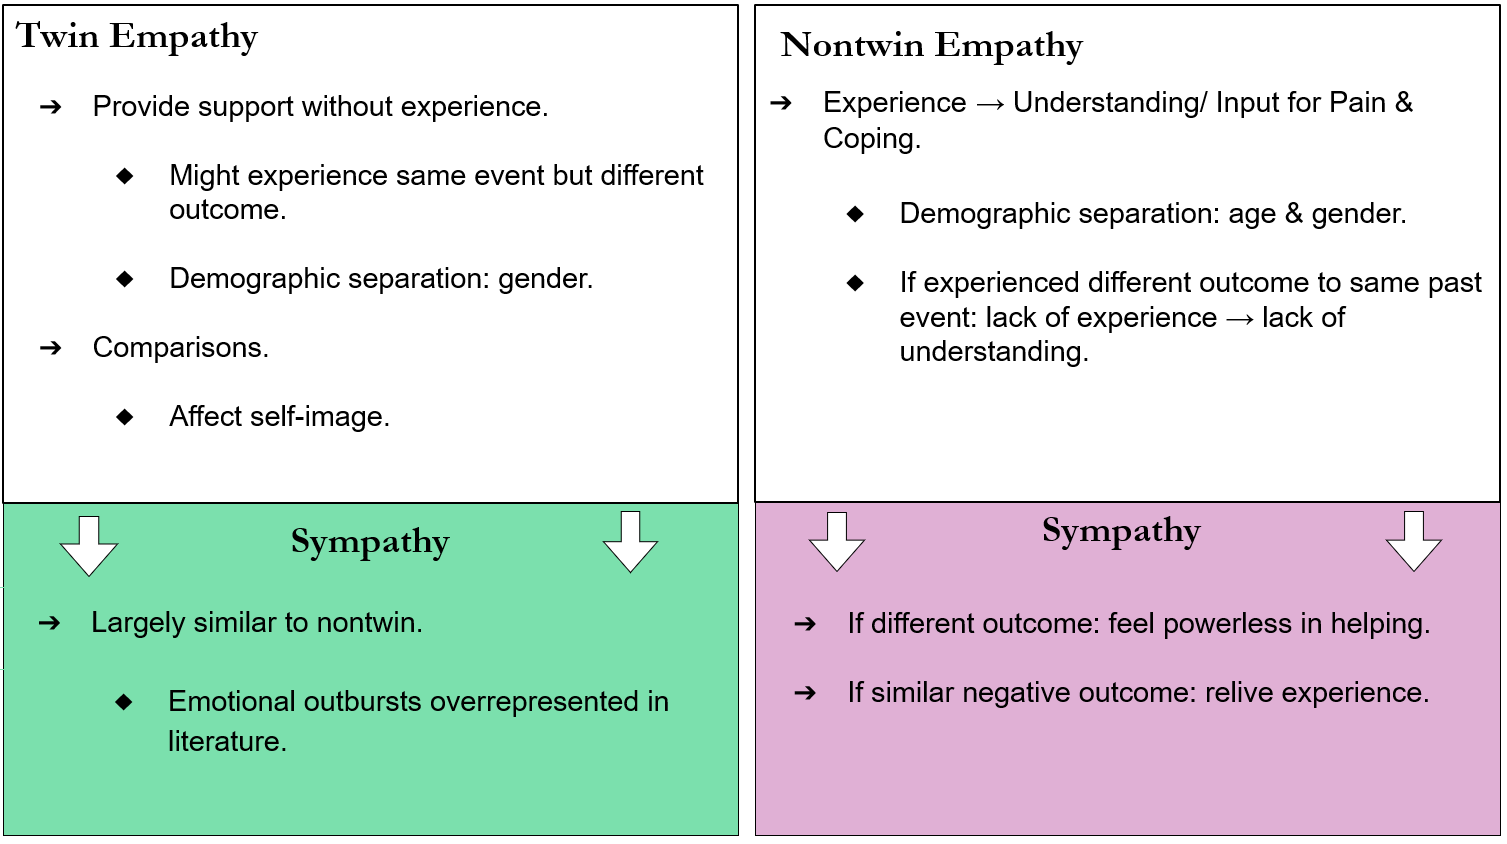 Twin Empathy
➔ Provide support without experience.
◆ Might experience same event but different
outcome.
◆ Demographic separation: gender.
➔ Comparisons.
◆ Affect self-image.
Sympathy
➔ Largely similar to nontwin.
◆ Emotional outbursts overrepresented in
literature.
Nontwin Empathy
➔ Experience → Understanding/ Input for Pain &
Coping.
◆ Demographic separation: age & gender.
◆ If experienced different outcome to same past
event: lack of experience → lack of
understanding.
Sympathy
➔ If different outcome: feel powerless in helping.
➔ If similar negative outcome: relive experience.